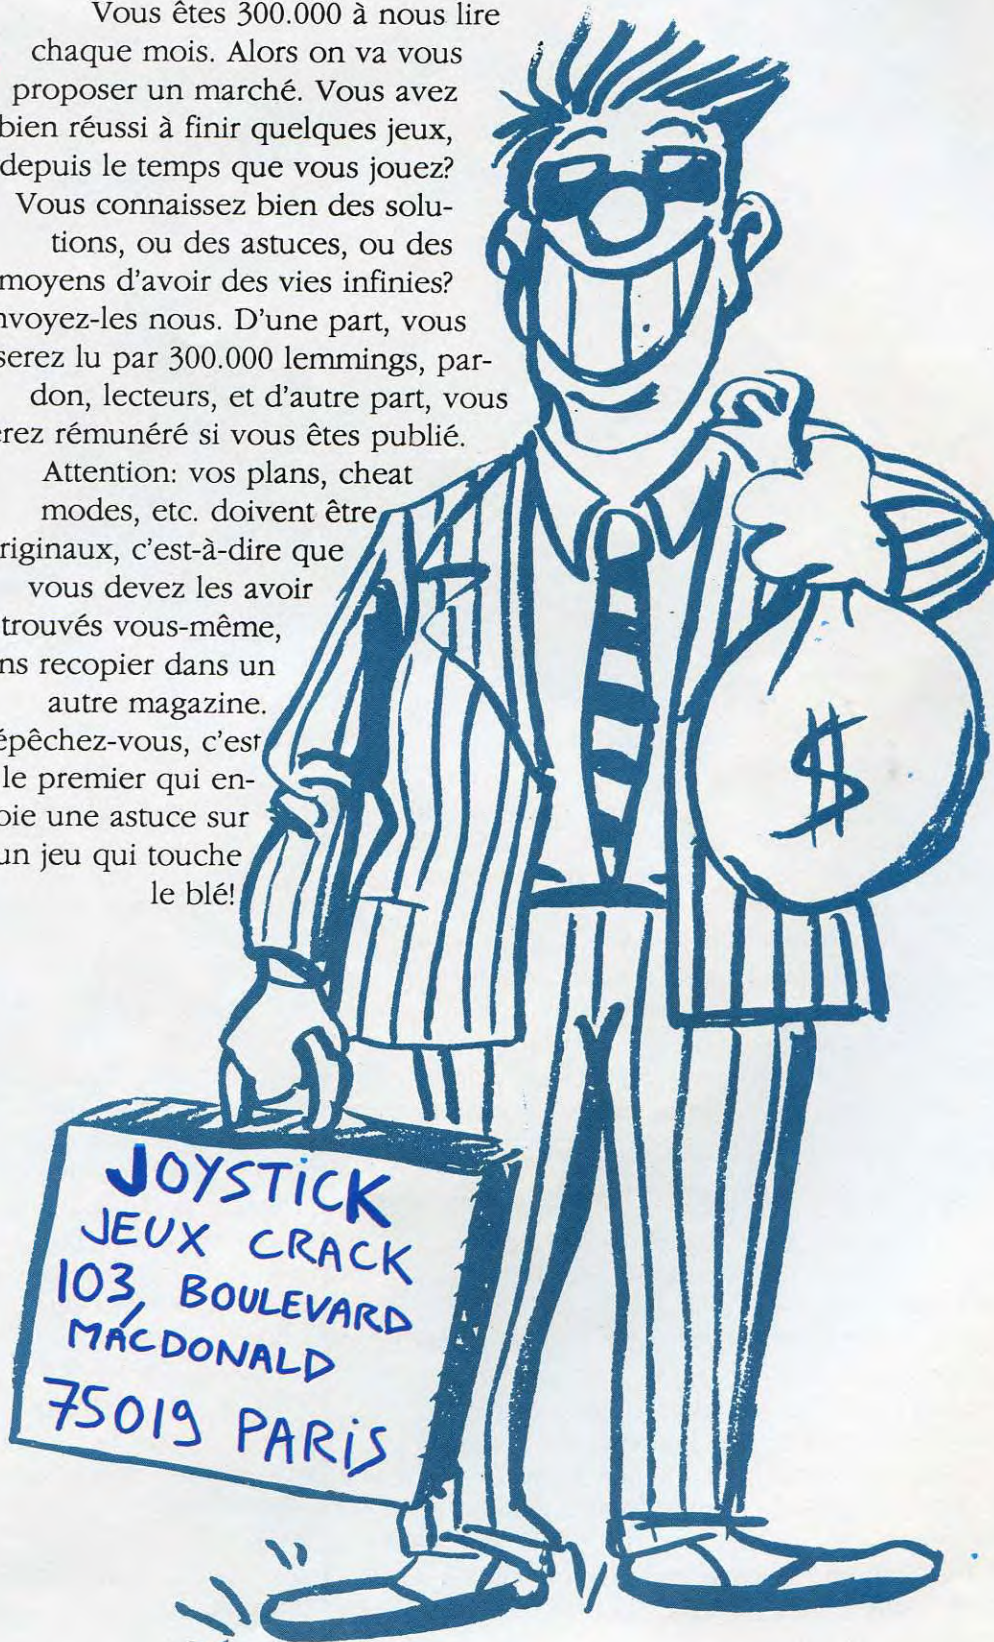 Vous êtes 300.000 à nous lire
chaque mois. Alors on va vous
proposer un marché. Vous avez
bien réussi à finir quelques jeux,
depuis le temps que vous jouez?
Vous connaissez bien des solu-
tions, ou des astuces, ou des
moyens d'avoir des vies infinies?
nvoyez-les nous. D'une part, vous
serez lu par 300.000 lemmings, par-
don, lecteurs, et d'autre part, vous
erez rémunéré si vous êtes publié.
Attention: vos plans, cheat
modes, etc. doivent être
riginaux, c'est-à-dire que
vous devez les avoir
trouvés vous-même,
ns recopier dans un
autre magazine.
épêchez-vous, c'est
le premier qui en-
oie une astuce sur
un jeu qui touche
le blé!
$
JOYSTICK
JEUX CRACK
103, BOULEVARD
MACDONALD
75019 PARIS